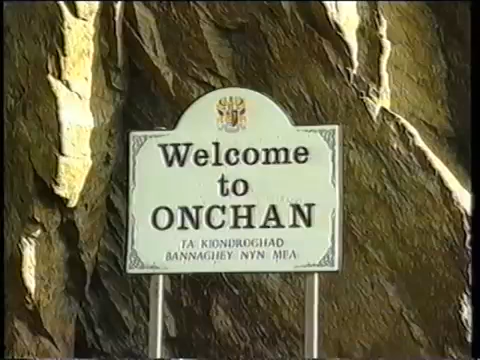 Welcome
to
ONCHAN
TA KIONDROGHAD
BANNAGHEY NYN MEA